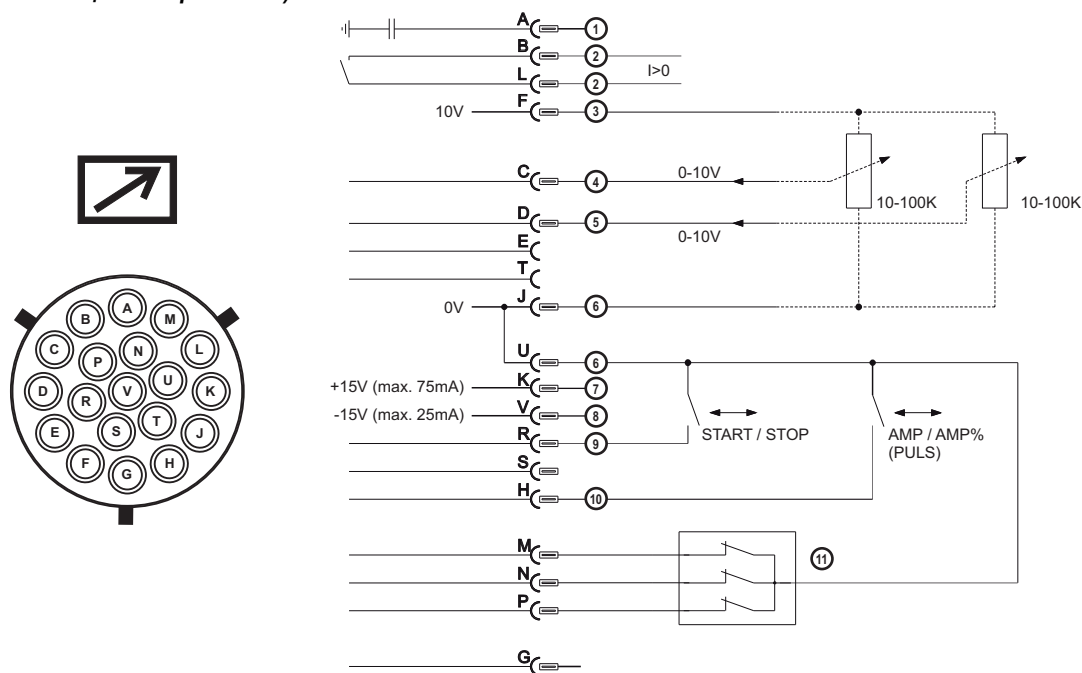 A 1
B 2
L 2
I>0
10V F 3
C 4 0-10V
10-100K 10-100K
D 5
0-10V
E
T
0V J 6
U 6
+15V (max. 75mA) K 7
-15V (max. 25mA) V 8
R 9
START / STOP AMP / AMP%
(PULS)
S
H 10
M 11
N
P
G
A
B M
C P N L
D R V U K
E S T J
F G H